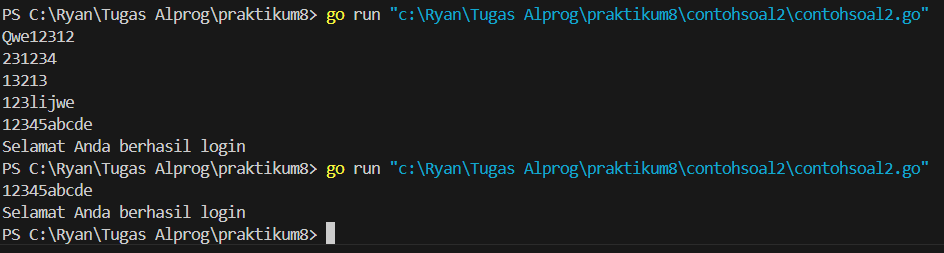 PS C:\Ryan\Tugas Alprog\praktikum8> go run "c:\Ryan\Tugas Alprog\praktikum8\contohsoal2\contohsoal2.go"
Qwe12312
231234
13213
123lijwe
12345abcde
Selamat Anda berhasil login
PS C:\Ryan\Tugas Alprog\praktikum8> go run "c:\Ryan\Tugas Alprog\praktikum8\contohsoal2\contohsoal2.go"
12345abcde
Selamat Anda berhasil login
PS C:\Ryan\Tugas Alprog\praktikum8>